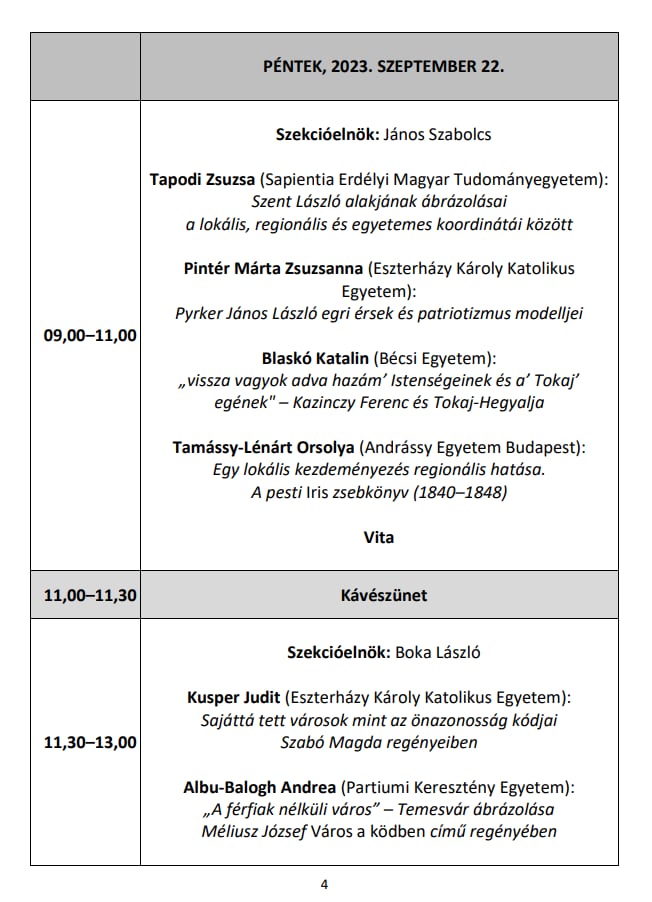 PÉNTEK, 2023. SZEPTEMBER 22.
09,00–11,00
Szekcióelnök: János Szabolcs
Tapodi Zsuzsa (Sapientia Erdélyi Magyar Tudományegyetem):
Szent László alakjának ábrázolásai
a lokális, regionális és egyetemes koordinátái között
Pintér Márta Zsuzsanna (Eszterházy Károly Katolikus
Egyetem):
Pyrker János László egri érsek és patriotizmus modelljei
Blaskó Katalin (Bécsi Egyetem):
„vissza vagyok adva hazám’ Istenségeinek és a’ Tokaj’
egének" – Kazinczy Ferenc és Tokaj-Hegyalja
Tamássy-Lénárt Orsolya (Andrássy Egyetem Budapest):
Egy lokális kezdeményezés regionális hatása.
A pesti Iris zsebkönyv (1840–1848)
Vita
11,00–11,30
Kávészünet
11,30–13,00
Szekcióelnök: Boka László
Kusper Judit (Eszterházy Károly Katolikus Egyetem):
Sajáttá tett városok mint az önazonosság kódjai
Szabó Magda regényeiben
Albu-Balogh Andrea (Partiumi Keresztény Egyetem):
„A férfiak nélküli város” – Temesvár ábrázolása
Méliusz József Város a ködben című regényében
4